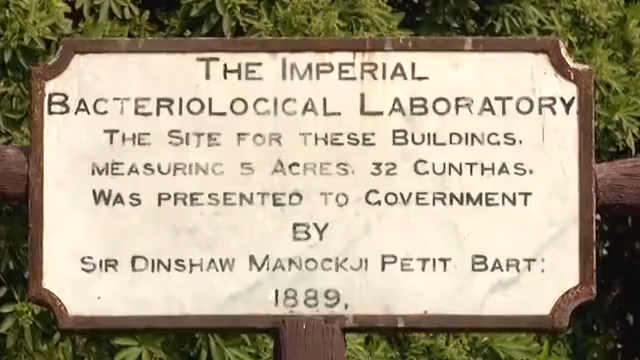 THE IMPERIAL
BACTERIOLOGICAL LABORATORY.
THE SITE FOR THESE BUILDINGS,
MEASURING 5 ACRES, 32 GUNTHAS,
WAS PRESENTED TO GOVERNMENT
BY
SIR DINSHAW MANOCKJI PETIT BART:
1889,